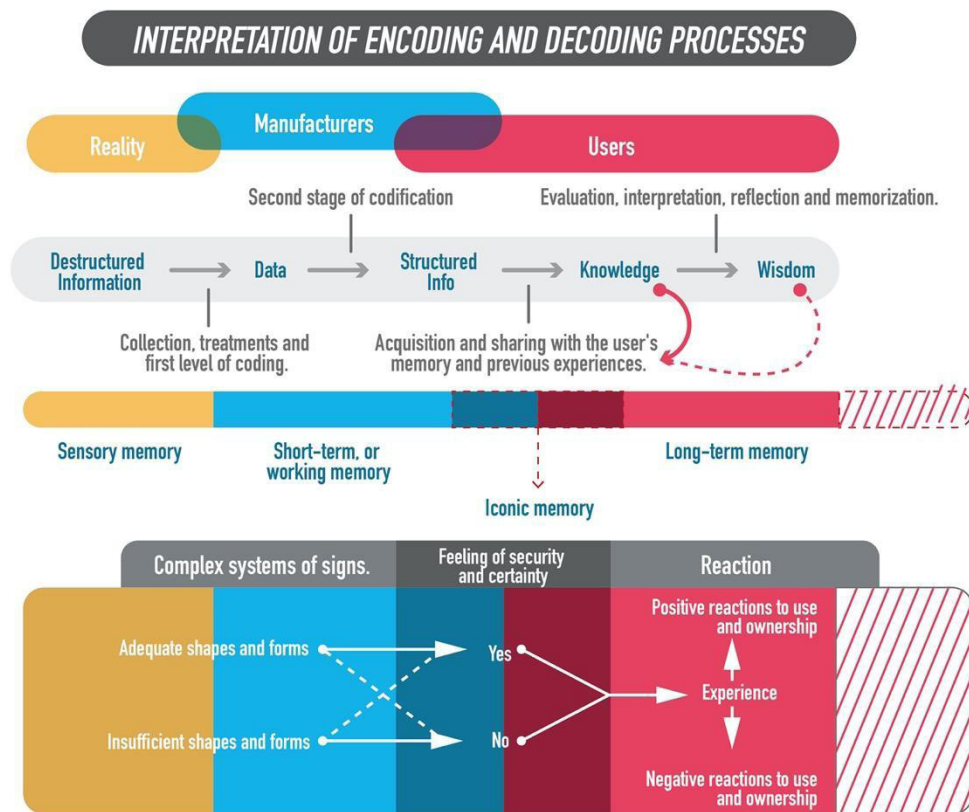 INTERPRETATION OF ENCODING AND DECODING PROCESSES
Manufacturers
Reality
Users
Second stage of codification
Evaluation, interpretation, reflection and memorization.
Destructured
Information
Data
Structured
Info
Knowledge
Wisdom
Collection, treatments and
first level of coding.
Acquisition and sharing with the user's
memory and previous experiences.
Sensory memory
Short-term, or
working memory
Long-term memory
Iconic memory
Complex systems of signs.
Feeling of security
and certainty
Reaction
Positive reactions to use
and ownership
Adequate shapes and forms
Yes
Experience
Insufficient shapes and forms
No
Negative reactions to use
and ownership